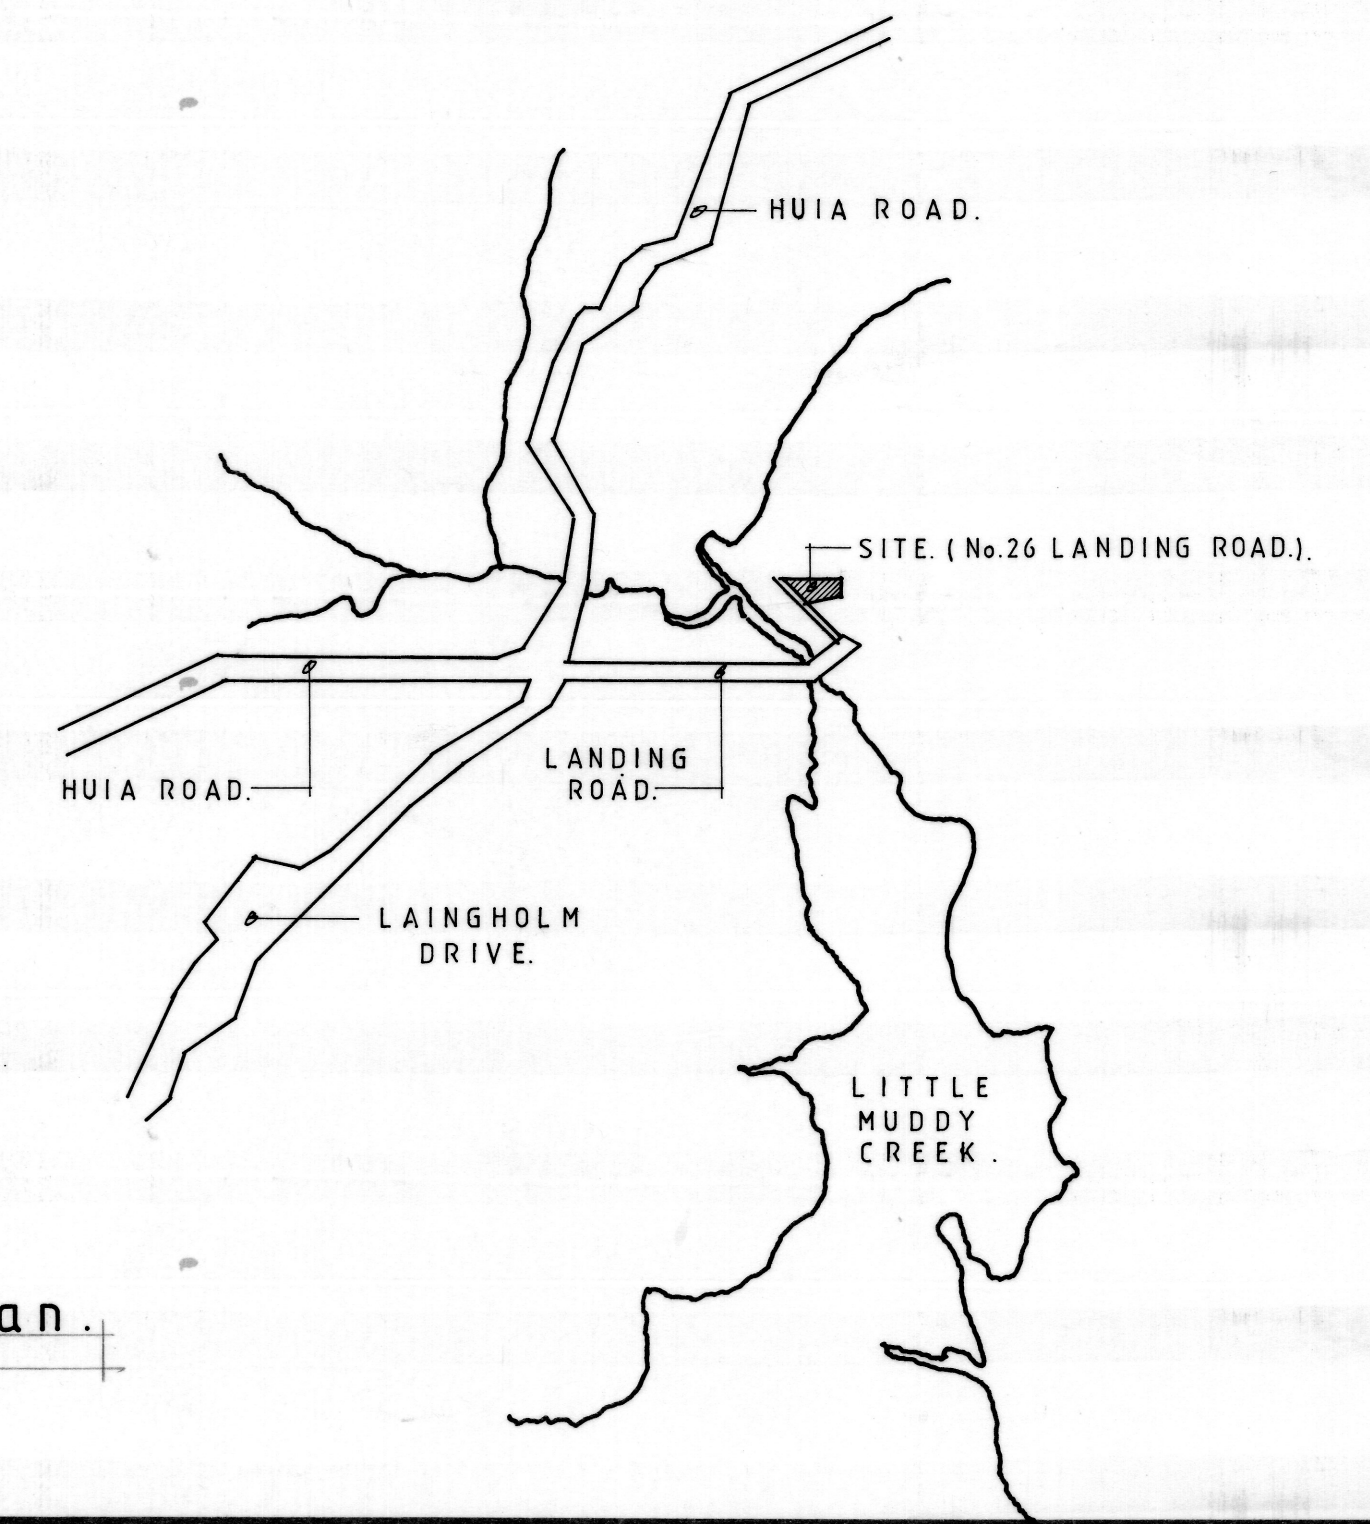 HUIA ROAD.
SITE. (No.26 LANDING ROAD.).
LANDING
ROAD.
HUIA ROAD.
LAINGHOLM
DRIVE.
LITTLE
MUDDY
CREEK.
an.